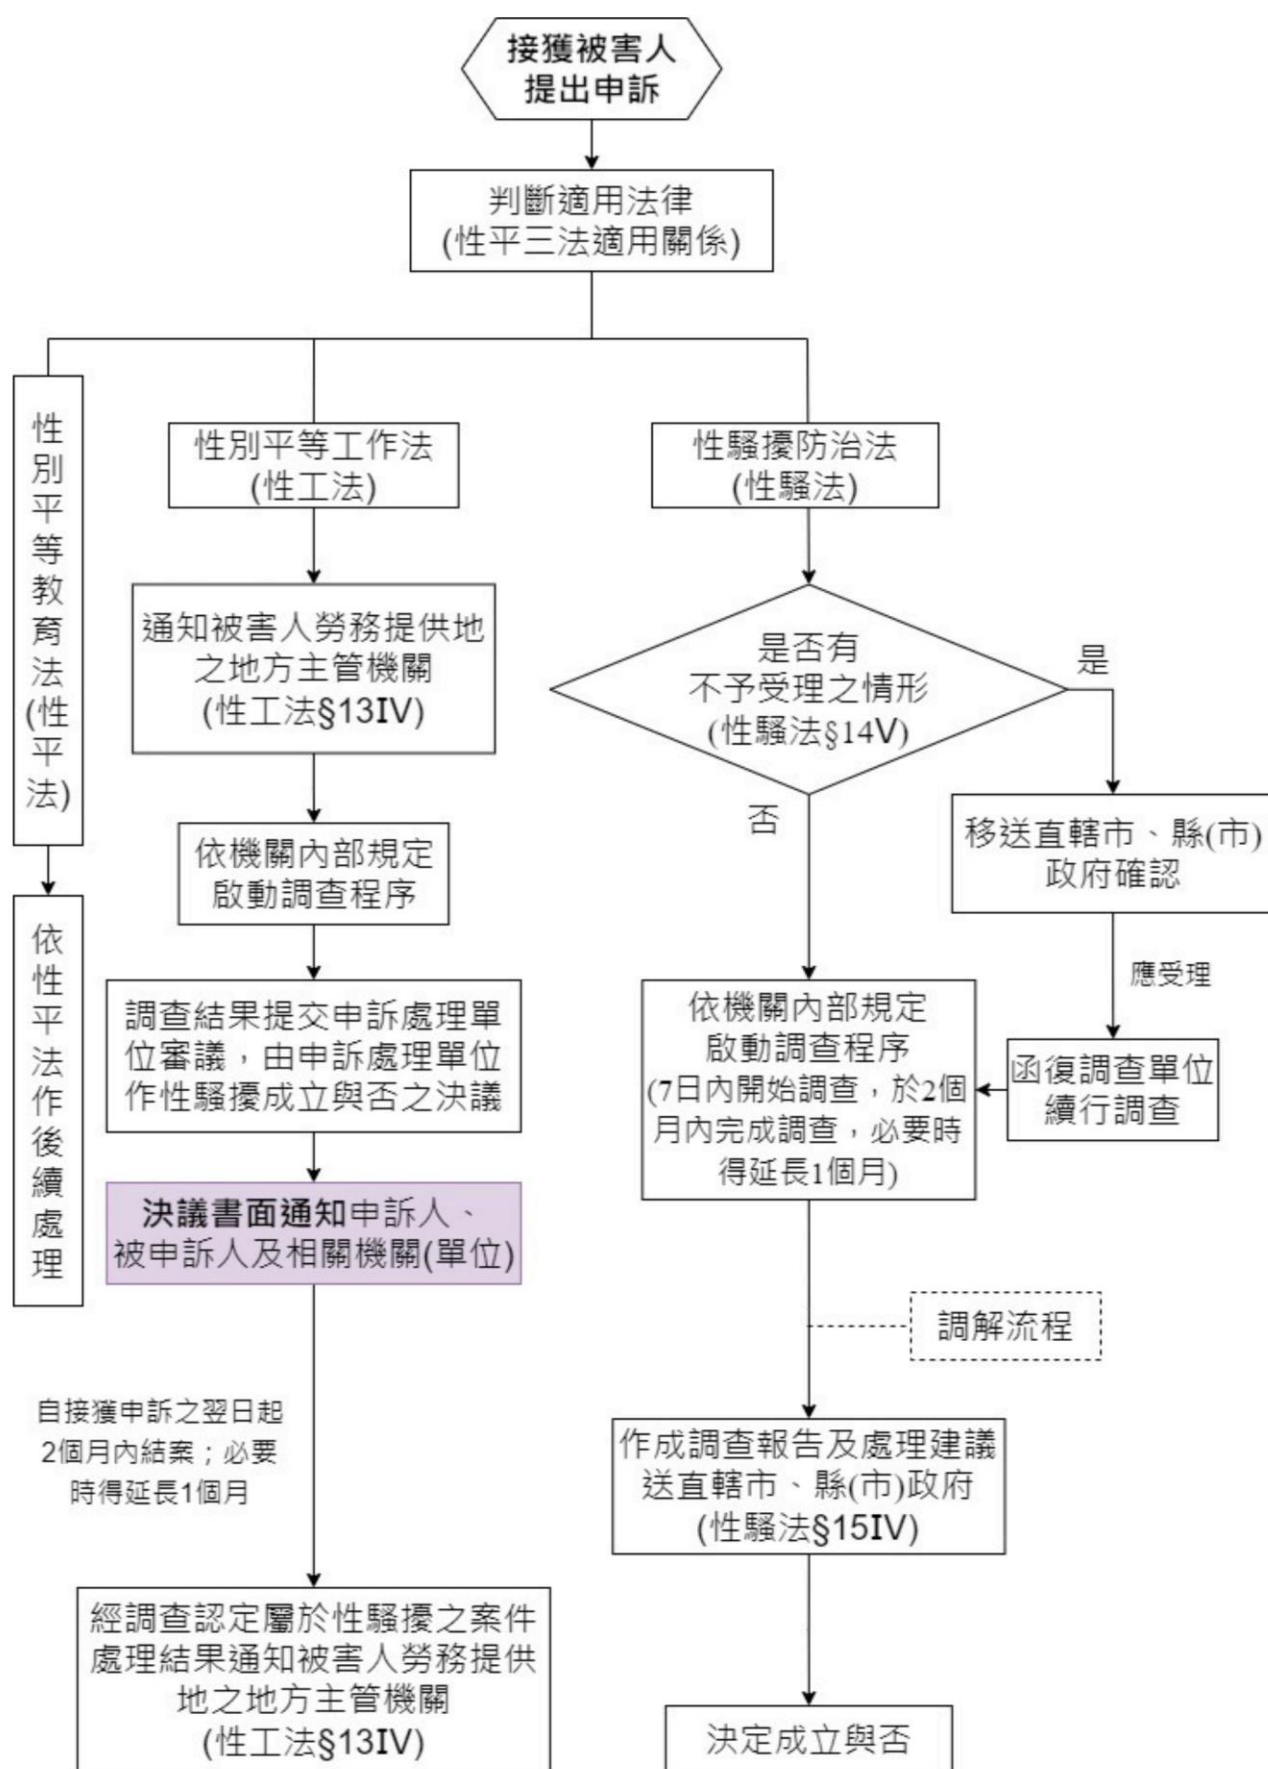 接獲被害人
提出申訴
判斷適用法律
(性平三法適用關係)
性別平等教育法(性平法)
依性平法作後續處理
性別平等工作法
(性工法)
通知被害人勞務提供地
之地方主管機關
(性工法§13IV)
依機關內部規定
啟動調查程序
調查結果提交申訴處理單
位審議，由申訴處理單位
作性騷擾成立與否之決議
決議書面通知申訴人、
被申訴人及相關機關(單位)
自接獲申訴之翌日起
2個月內結案；必要
時得延長1個月
經調查認定屬於性騷擾之案件
處理結果通知被害人勞務提供
地之地方主管機關
(性工法§13IV)
性騷擾防治法
(性騷法)
是否有
不予受理之情形
(性騷法§14V)
是
否
移送直轄市、縣(市)
政府確認
應受理
函復調查單位
續行調查
依機關內部規定
啟動調查程序
(7日內開始調查，於2個
月內完成調查，必要時
得延長1個月)
調解流程
作成調查報告及處理建議
送直轄市、縣(市)政府
(性騷法§15IV)
決定成立與否